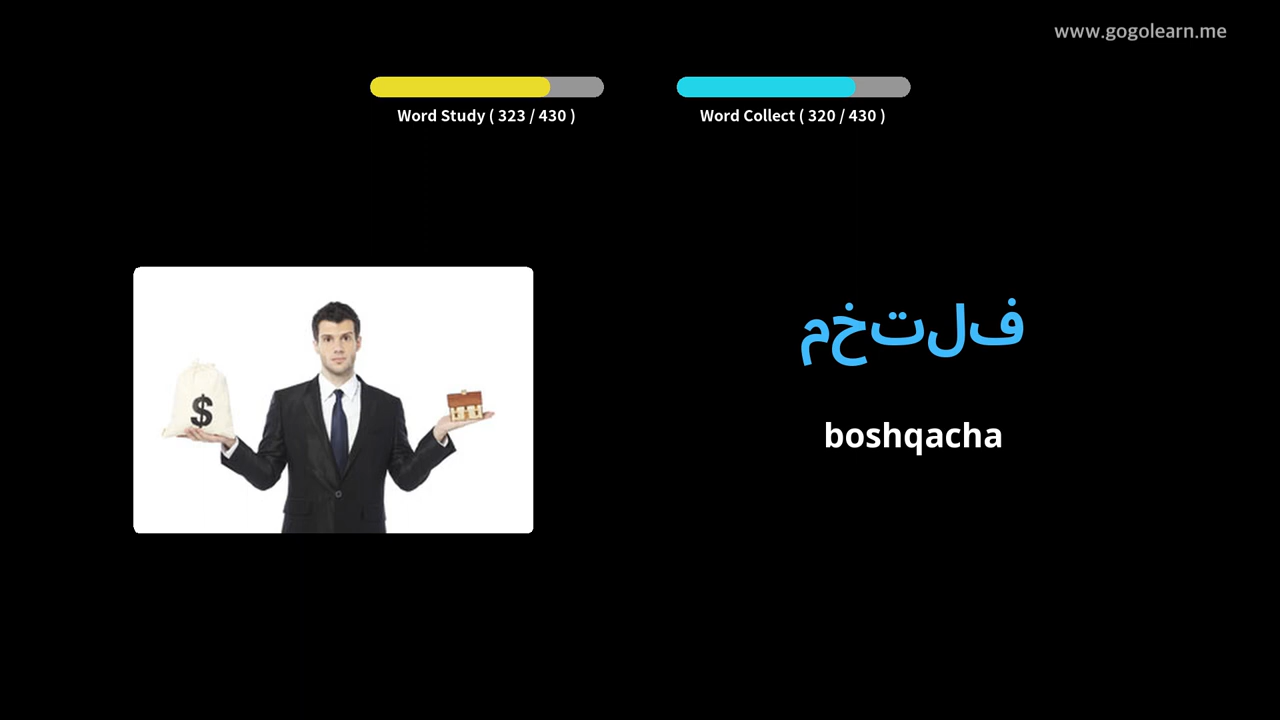 www.gogolearn.me
Word Study ( 323 / 430 )
Word Collect ( 320 / 430 )
مختلف
boshqacha
$